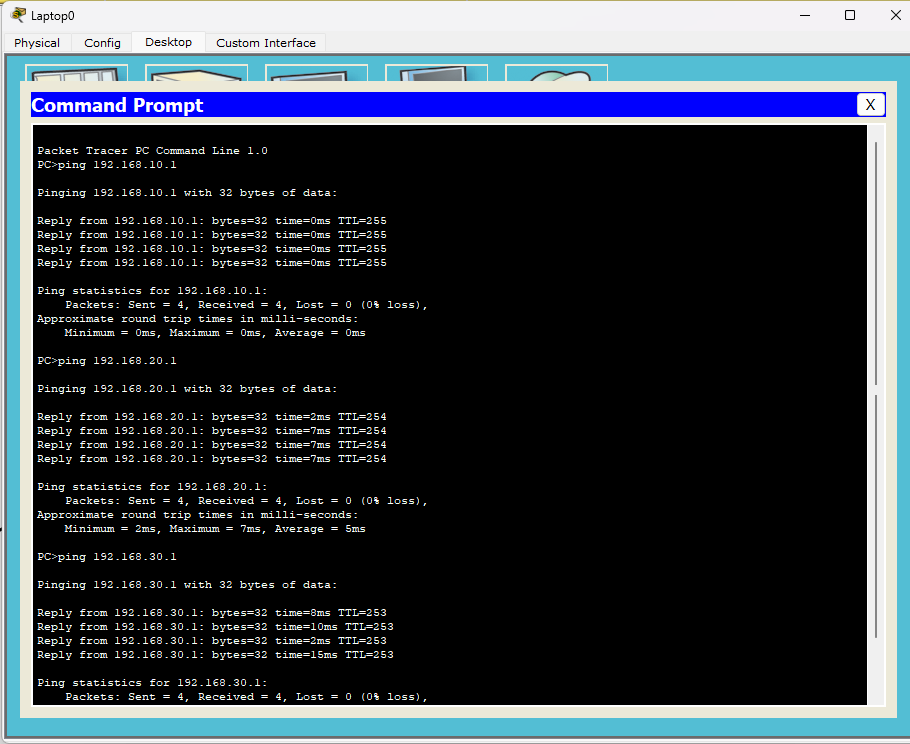 Laptop0
Physical Config Desktop Custom Interface
Command Prompt X
Packet Tracer PC Command Line 1.0
PC>ping 192.168.10.1
Pinging 192.168.10.1 with 32 bytes of data:
Reply from 192.168.10.1: bytes=32 time=0ms TTL=255
Reply from 192.168.10.1: bytes=32 time=0ms TTL=255
Reply from 192.168.10.1: bytes=32 time=0ms TTL=255
Reply from 192.168.10.1: bytes=32 time=0ms TTL=255
Ping statistics for 192.168.10.1:
    Packets: Sent = 4, Received = 4, Lost = 0 (0% loss),
Approximate round trip times in milli-seconds:
    Minimum = 0ms, Maximum = 0ms, Average = 0ms
PC>ping 192.168.20.1
Pinging 192.168.20.1 with 32 bytes of data:
Reply from 192.168.20.1: bytes=32 time=2ms TTL=254
Reply from 192.168.20.1: bytes=32 time=7ms TTL=254
Reply from 192.168.20.1: bytes=32 time=7ms TTL=254
Reply from 192.168.20.1: bytes=32 time=7ms TTL=254
Ping statistics for 192.168.20.1:
    Packets: Sent = 4, Received = 4, Lost = 0 (0% loss),
Approximate round trip times in milli-seconds:
    Minimum = 2ms, Maximum = 7ms, Average = 5ms
PC>ping 192.168.30.1
Pinging 192.168.30.1 with 32 bytes of data:
Reply from 192.168.30.1: bytes=32 time=8ms TTL=253
Reply from 192.168.30.1: bytes=32 time=10ms TTL=253
Reply from 192.168.30.1: bytes=32 time=2ms TTL=253
Reply from 192.168.30.1: bytes=32 time=15ms TTL=253
Ping statistics for 192.168.30.1:
    Packets: Sent = 4, Received = 4, Lost = 0 (0% loss),